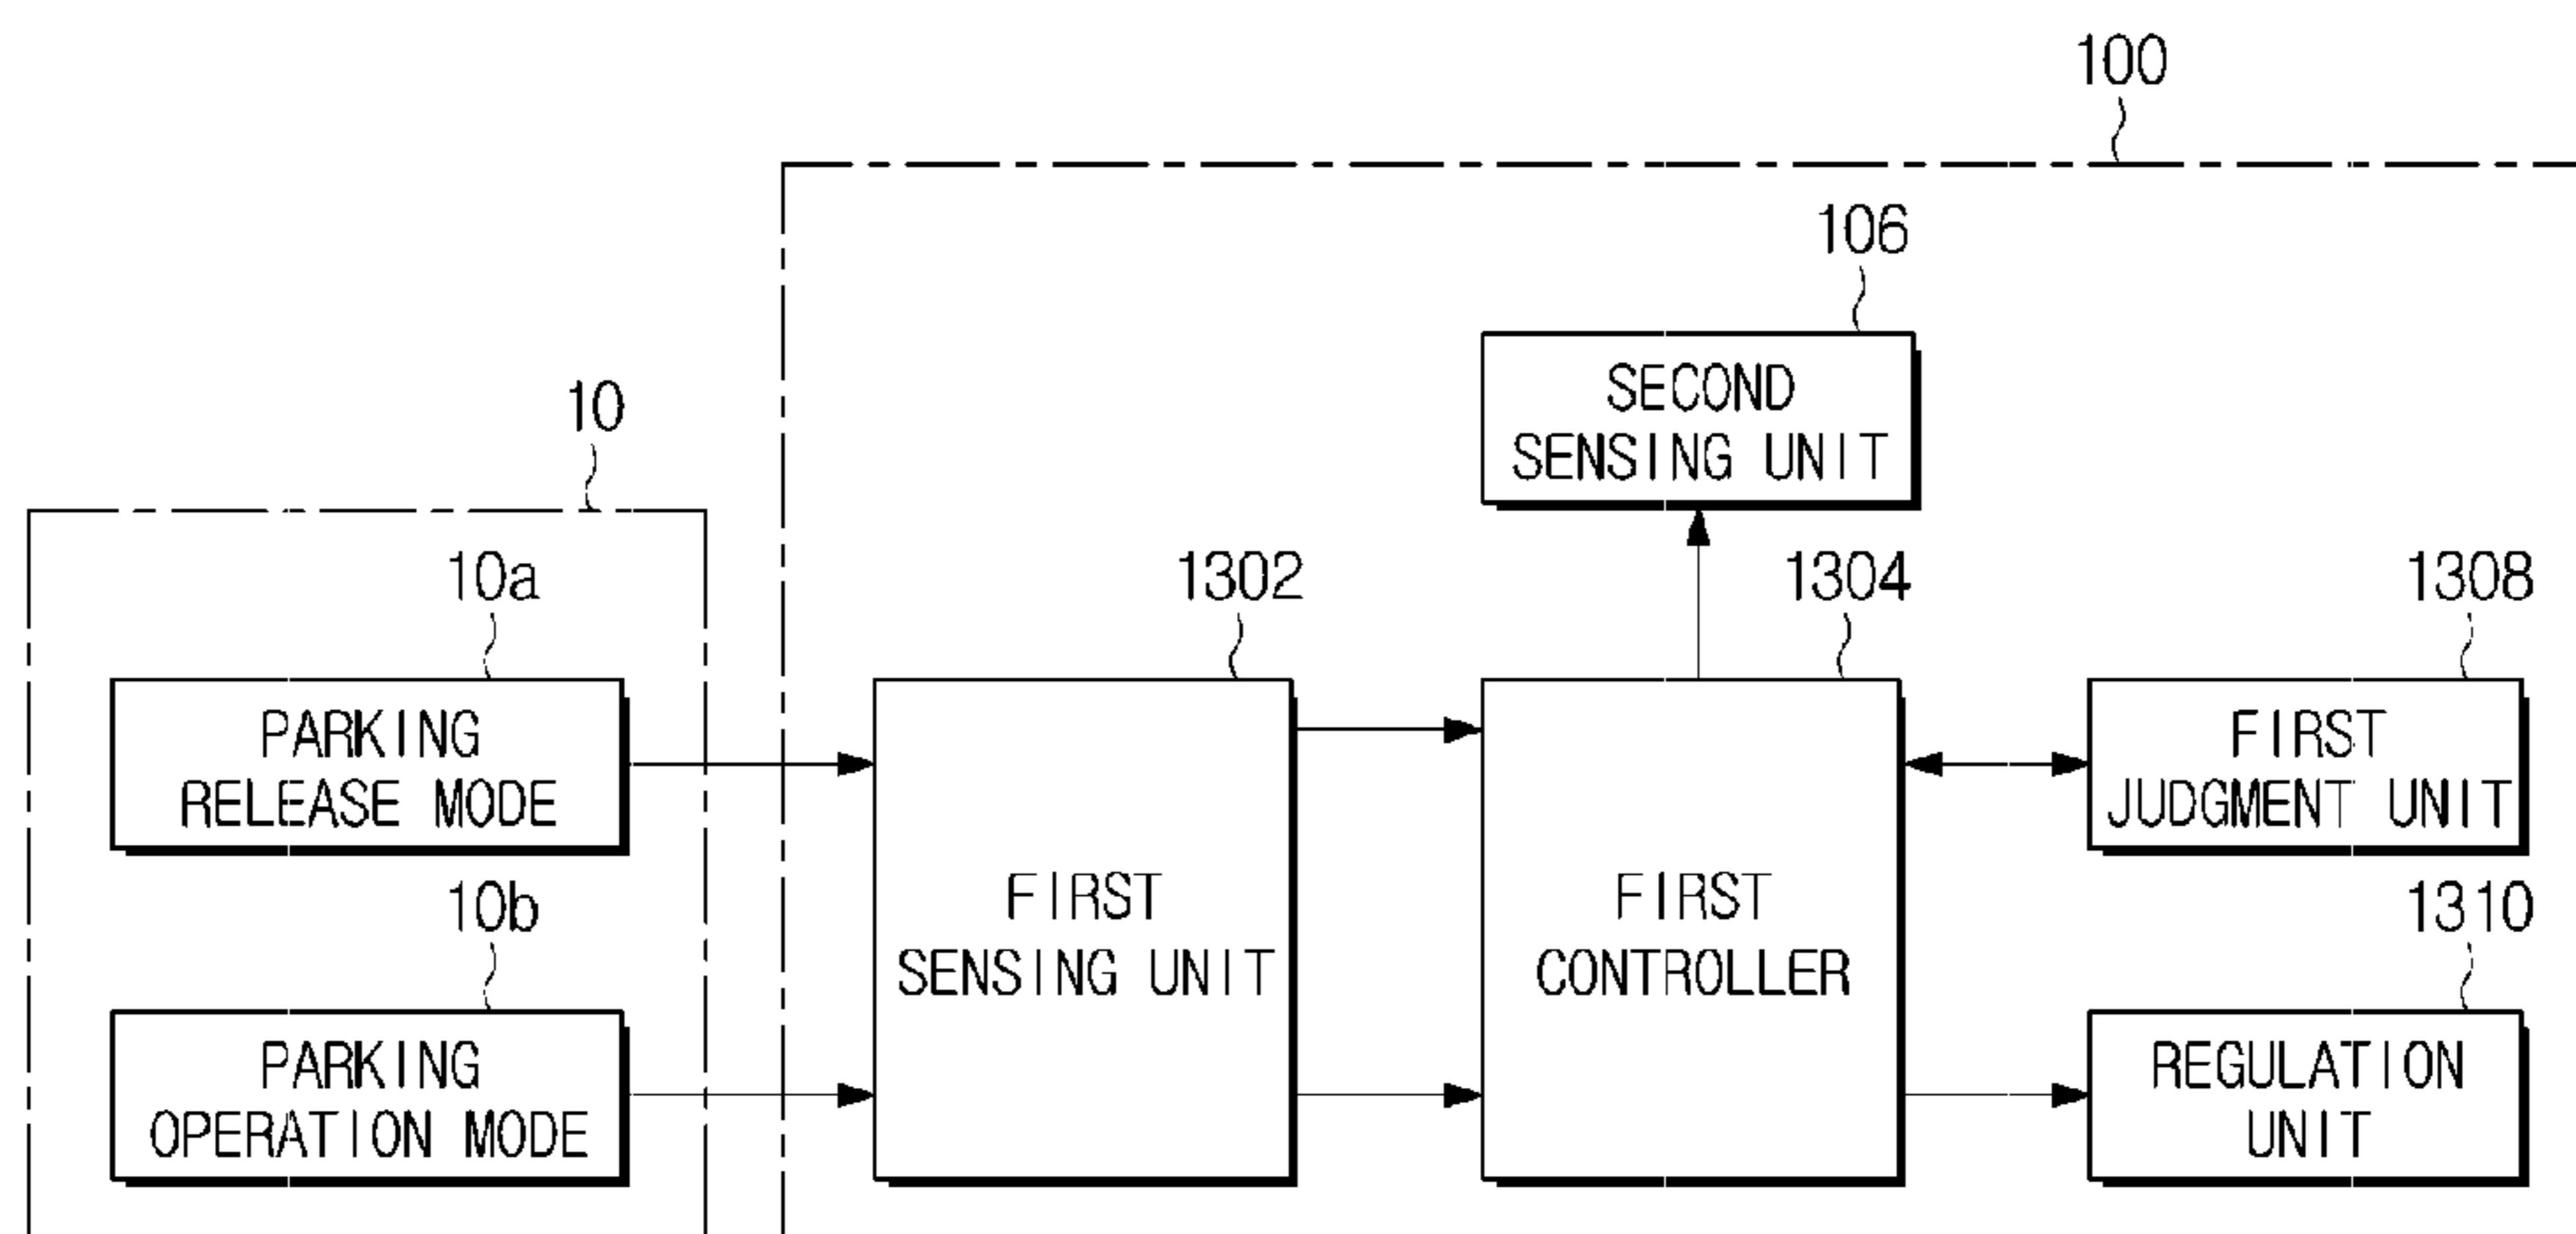 100
106
SECOND
SENSING UNIT
10
10a
1302
1304
1308
PARKING
RELEASE MODE
FIRST
JUDGMENT UNIT
10b
FIRST
SENSING UNIT
FIRST
CONTROLLER
1310
PARKING
OPERATION MODE
REGULATION
UNIT